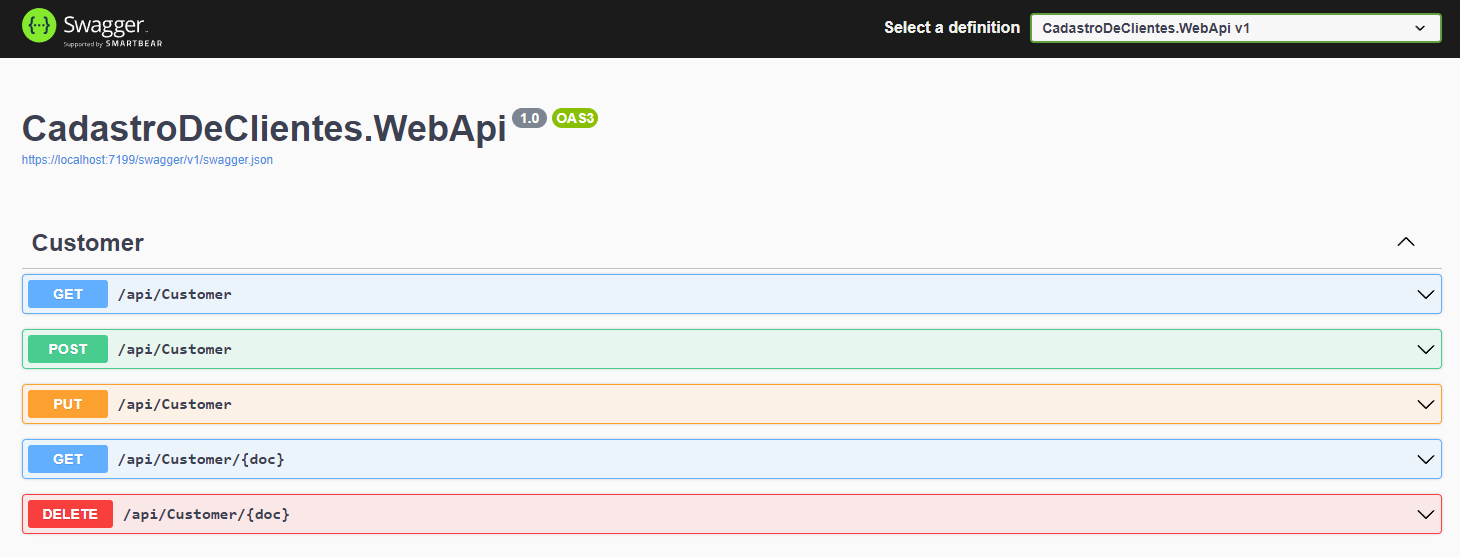 {···} Swagger™
Supported by SMARTBEAR
Select a definition
CadastroDeClientes.WebApi v1
CadastroDeClientes.WebApi 1.0 OAS3
https://localhost:7199/swagger/v1/swagger.json
Customer
GET /api/Customer
POST /api/Customer
PUT /api/Customer
GET /api/Customer/{doc}
DELETE /api/Customer/{doc}